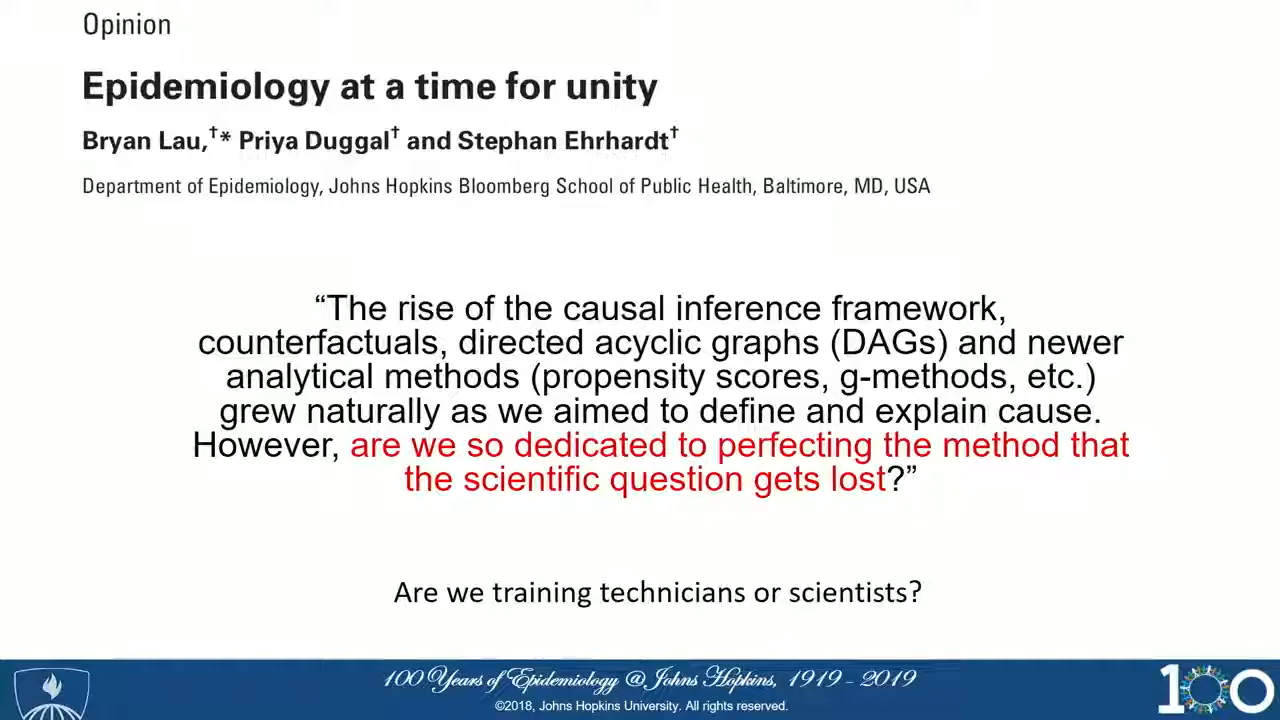 Opinion
Epidemiology at a time for unity
Bryan Lau,†* Priya Duggal† and Stephan Ehrhardt†
Department of Epidemiology, Johns Hopkins Bloomberg School of Public Health, Baltimore, MD, USA
“The rise of the causal inference framework,
counterfactuals, directed acyclic graphs (DAGs) and newer
analytical methods (propensity scores, g-methods, etc.)
grew naturally as we aimed to define and explain cause.
However, are we so dedicated to perfecting the method that
the scientific question gets lost?”
Are we training technicians or scientists?
100 Years of Epidemiology @ Johns Hopkins, 1919 - 2019
©2018, Johns Hopkins University. All rights reserved.
100